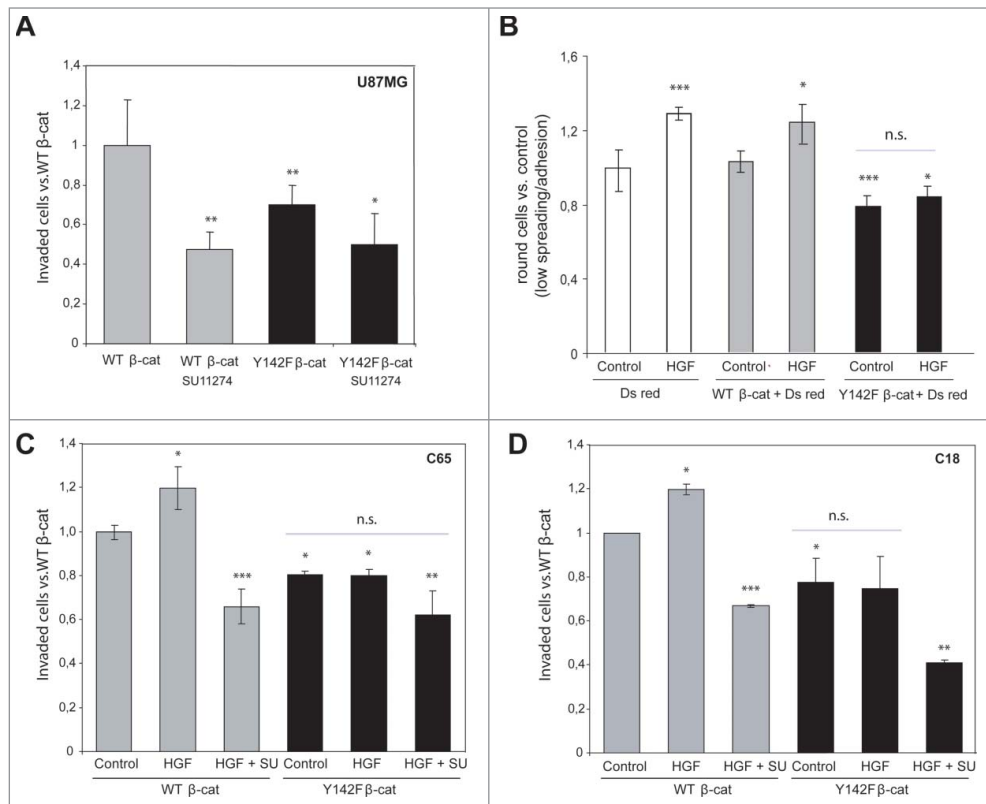 A
U87MG
Invaded cells vs.WT β-cat
1,4
1,2
1
0,8
0,6
0,4
0,2
0
**
**
*
WT β-cat
WT β-cat
SU11274
Y142F β-cat
Y142F β-cat
SU11274
B
round cells vs. control
(low spreading/adhesion)
1,6
1,2
0,8
0,4
0
***
*
n.s.
***
*
Control
HGF
Control
HGF
Control
HGF
Ds red
WT β-cat + Ds red
Y142F β-cat + Ds red
C
C65
Invaded cells vs.WT β-cat
1,4
1,2
1,0
0,8
0,6
0,4
0,2
0
*
***
n.s.
*
*
**
Control
HGF
HGF + SU
Control
HGF
HGF + SU
WT β-cat
Y142F β-cat
D
C18
Invaded cells vs.WT β-cat
1,4
1,2
1
0,8
0,6
0,4
0,2
0
*
***
n.s.
*
**
Control
HGF
HGF + SU
Control
HGF
HGF + SU
WT β-cat
Y142Fβ-cat